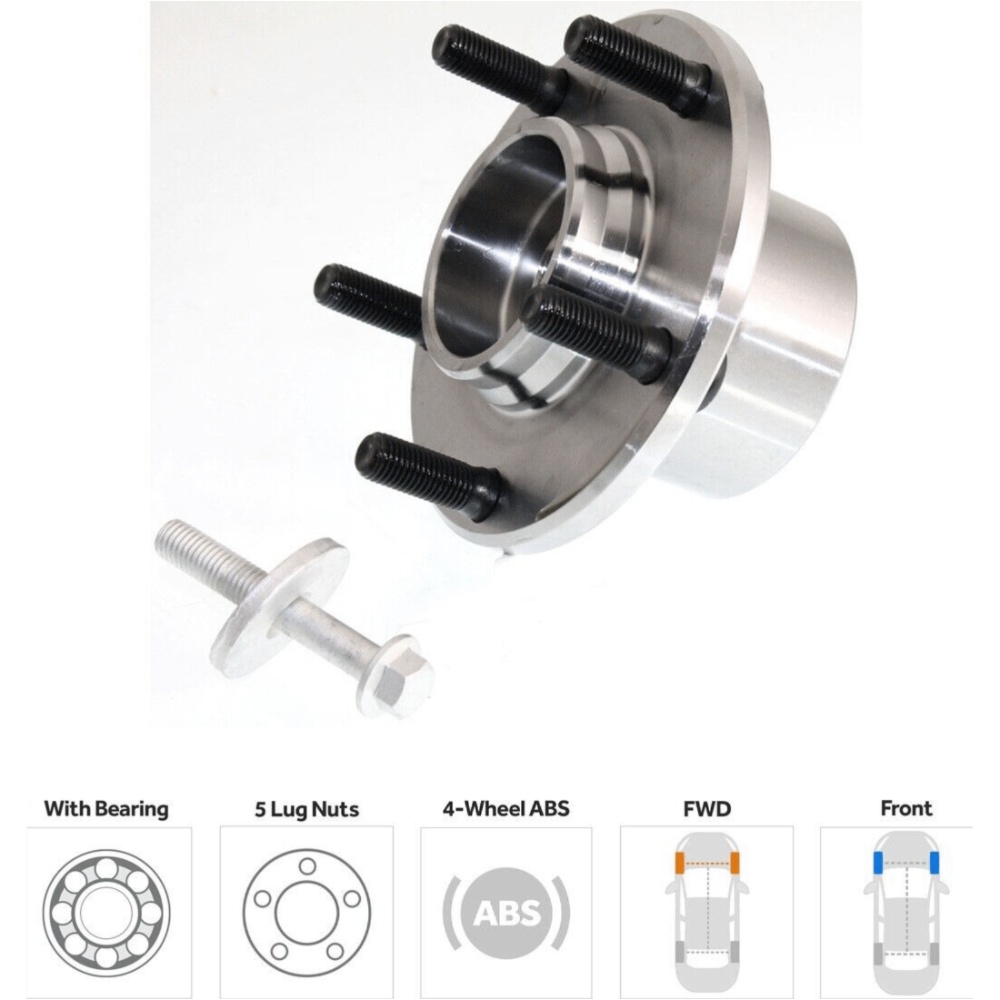 With Bearing
5 Lug Nuts
4-Wheel ABS
FWD
Front
ABS